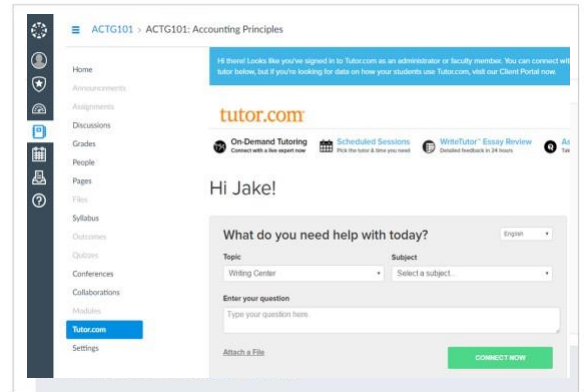 ACTG101 › ACTG101: Accounting Principles
Hi there! Looks like you've signed in to Tutor.com as an administrator or faculty member. You can connect wit
tutor below, but if you're looking for data on how your students use Tutor.com, visit our Client Portal now.
Home
Announcements
Assignments
Discussions
Grades
People
Pages
Files
Syllabus
Outcomes
Quizzes
Conferences
Collaborations
Modules
Tutor.com
Settings
tutor.com
On-Demand Tutoring
Connect with a live expert now
Scheduled Sessions
Pick the tutor & time you need
WriteTutor™ Essay Review
Detailed feedback in 24 hours
As
Tak
Hi Jake!
What do you need help with today?
English
Topic
Subject
Writing Center
Select a subject...
Enter your question
Type your question here.
Attach a File
CONNECT NOW